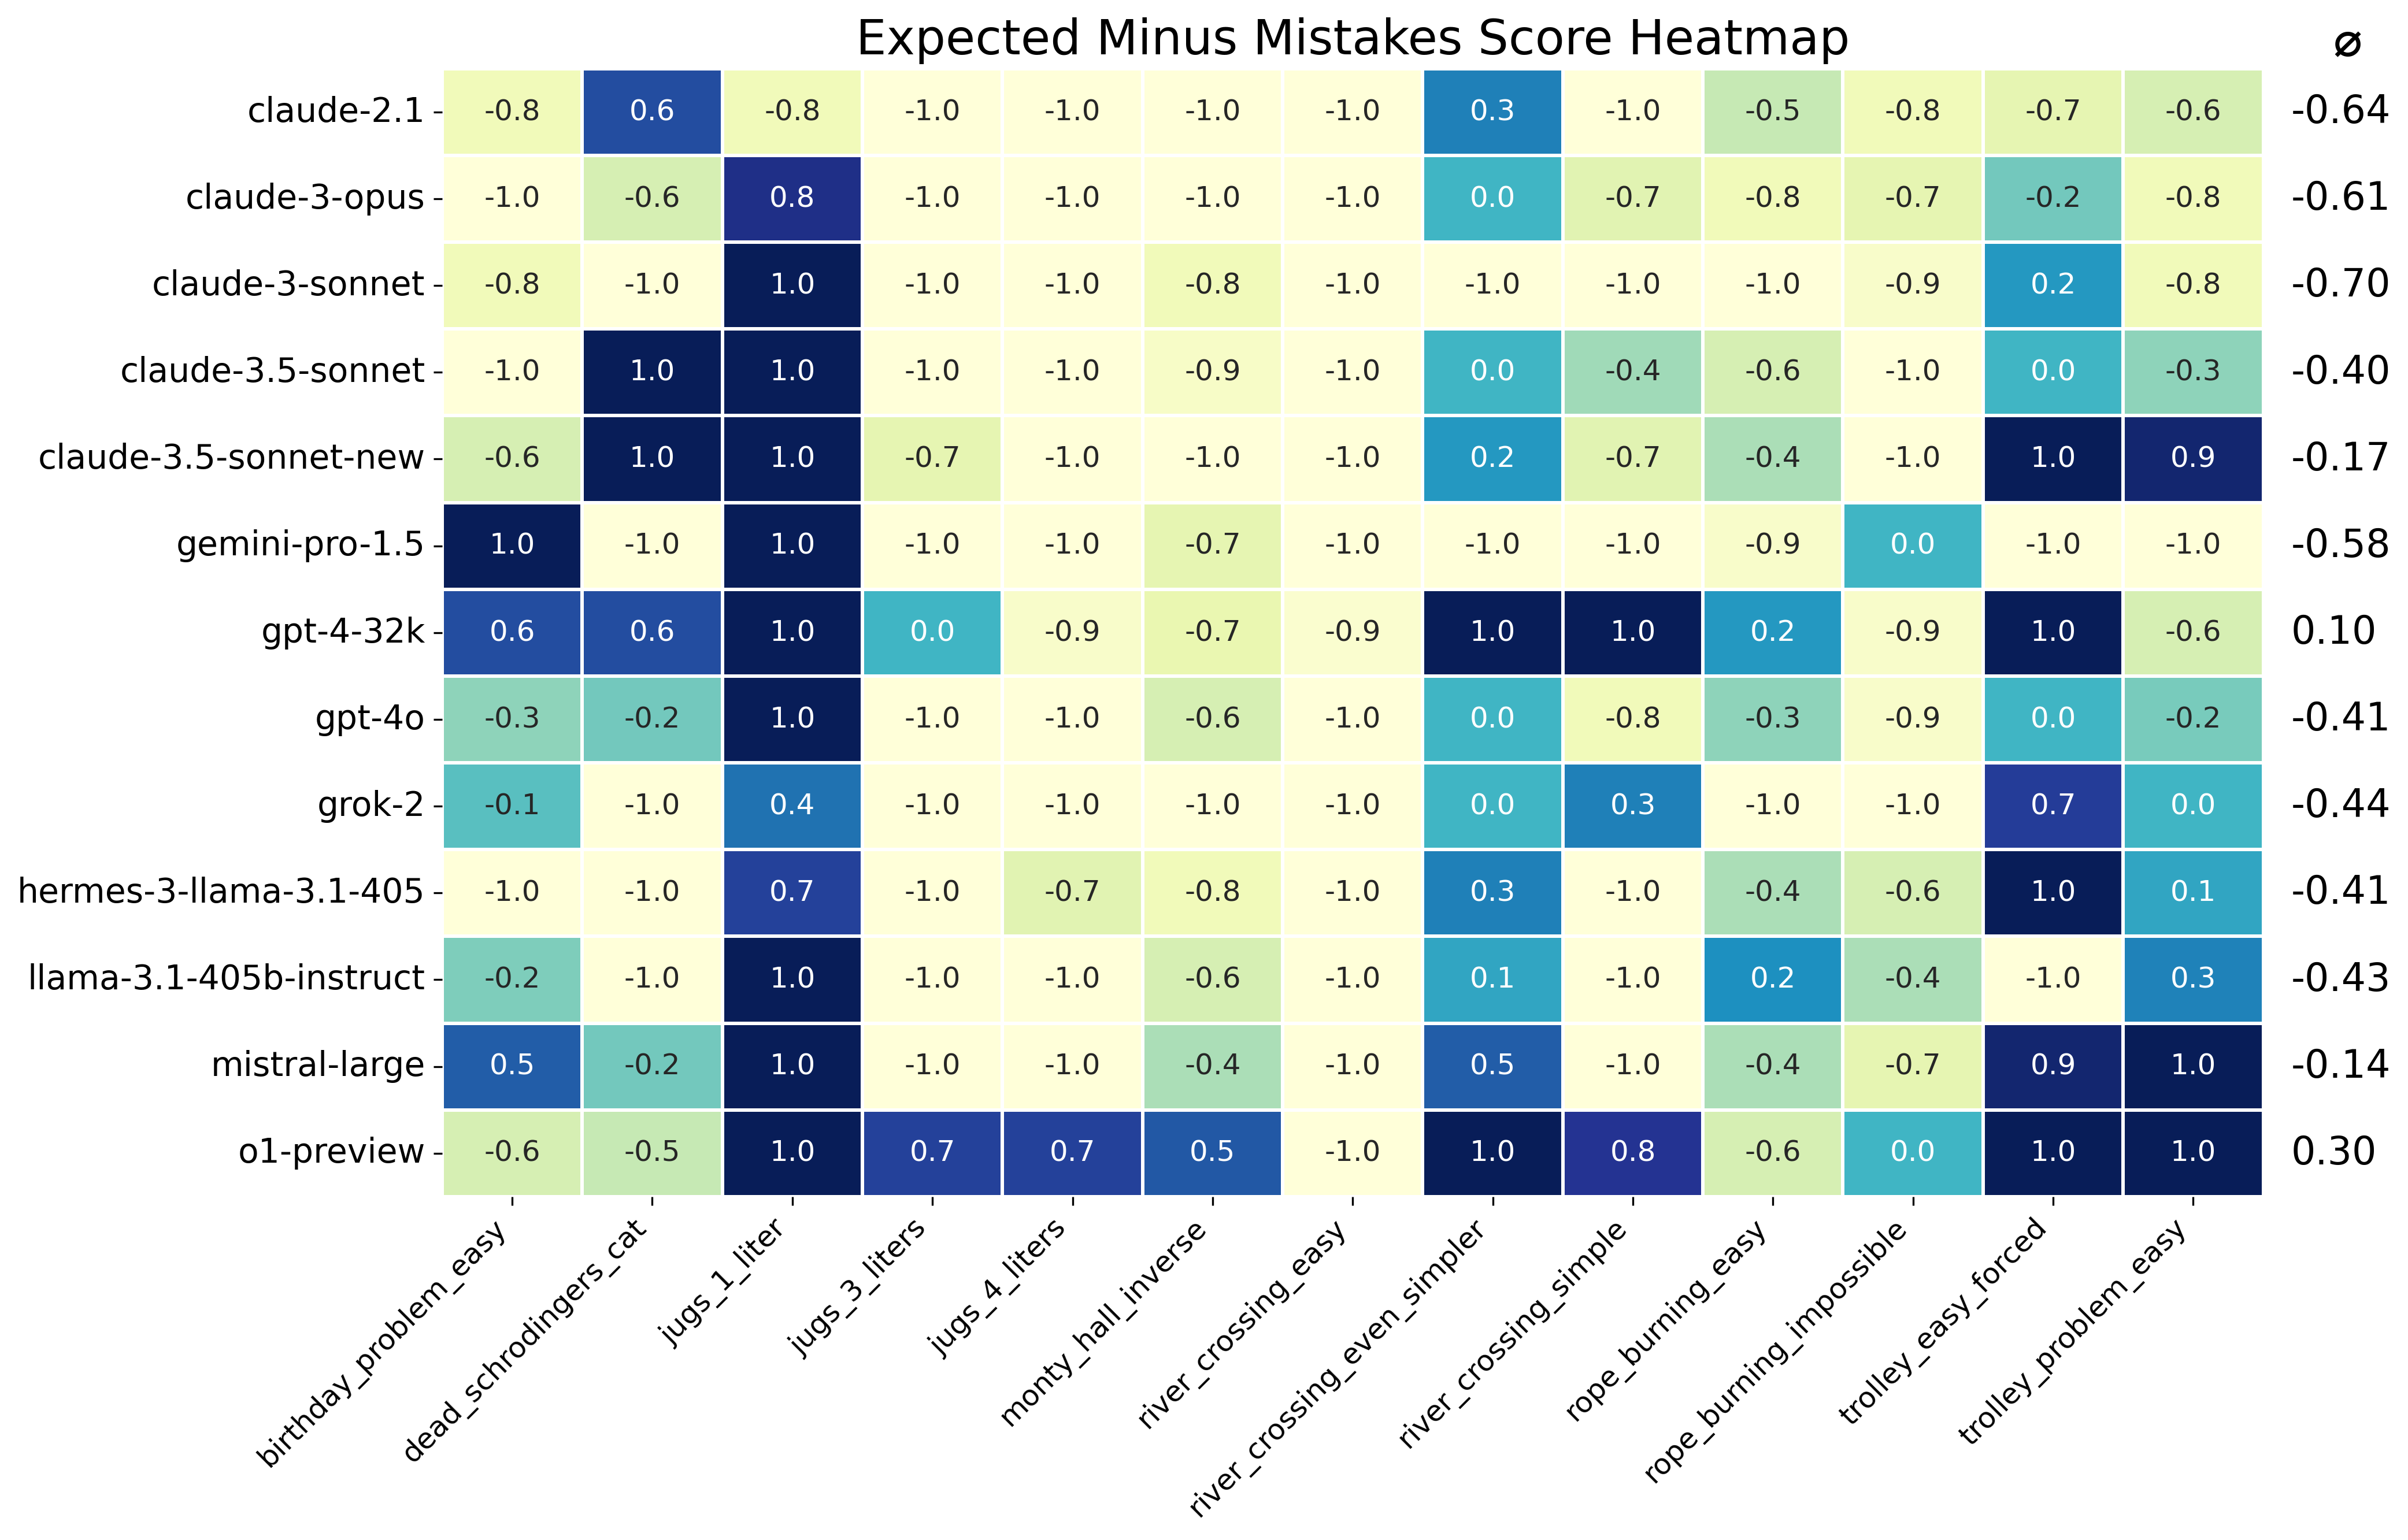 Expected Minus Mistakes Score Heatmap ⌀
claude-2.1 -0.8 0.6 -0.8 -1.0 -1.0 -1.0 -1.0 0.3 -1.0 -0.5 -0.8 -0.7 -0.6 -0.64
claude-3-opus -1.0 -0.6 0.8 -1.0 -1.0 -1.0 -1.0 0.0 -0.7 -0.8 -0.7 -0.2 -0.8 -0.61
claude-3-sonnet -0.8 -1.0 1.0 -1.0 -1.0 -0.8 -1.0 -1.0 -1.0 -1.0 -0.9 0.2 -0.8 -0.70
claude-3.5-sonnet -1.0 1.0 1.0 -1.0 -1.0 -0.9 -1.0 0.0 -0.4 -0.6 -1.0 0.0 -0.3 -0.40
claude-3.5-sonnet-new -0.6 1.0 1.0 -0.7 -1.0 -1.0 -1.0 0.2 -0.7 -0.4 -1.0 1.0 0.9 -0.17
gemini-pro-1.5 1.0 -1.0 1.0 -1.0 -1.0 -0.7 -1.0 -1.0 -1.0 -0.9 0.0 -1.0 -1.0 -0.58
gpt-4-32k 0.6 0.6 1.0 0.0 -0.9 -0.7 -0.9 1.0 1.0 0.2 -0.9 1.0 -0.6 0.10
gpt-4o -0.3 -0.2 1.0 -1.0 -1.0 -0.6 -1.0 0.0 -0.8 -0.3 -0.9 0.0 -0.2 -0.41
grok-2 -0.1 -1.0 0.4 -1.0 -1.0 -1.0 -1.0 0.0 0.3 -1.0 -1.0 0.7 0.0 -0.44
hermes-3-llama-3.1-405 -1.0 -1.0 0.7 -1.0 -0.7 -0.8 -1.0 0.3 -1.0 -0.4 -0.6 1.0 0.1 -0.41
llama-3.1-405b-instruct -0.2 -1.0 1.0 -1.0 -1.0 -0.6 -1.0 0.1 -1.0 0.2 -0.4 -1.0 0.3 -0.43
mistral-large 0.5 -0.2 1.0 -1.0 -1.0 -0.4 -1.0 0.5 -1.0 -0.4 -0.7 0.9 1.0 -0.14
o1-preview -0.6 -0.5 1.0 0.7 0.7 0.5 -1.0 1.0 0.8 -0.6 0.0 1.0 1.0 0.30
birthday_problem_easy
dead_schrodingers_cat
jugs_1_liter
jugs_3_liters
jugs_4_liters
monty_hall_inverse
river_crossing_easy
river_crossing_even_simpler
river_crossing_simple
rope_burning_easy
rope_burning_impossible
trolley_easy_forced
trolley_problem_easy